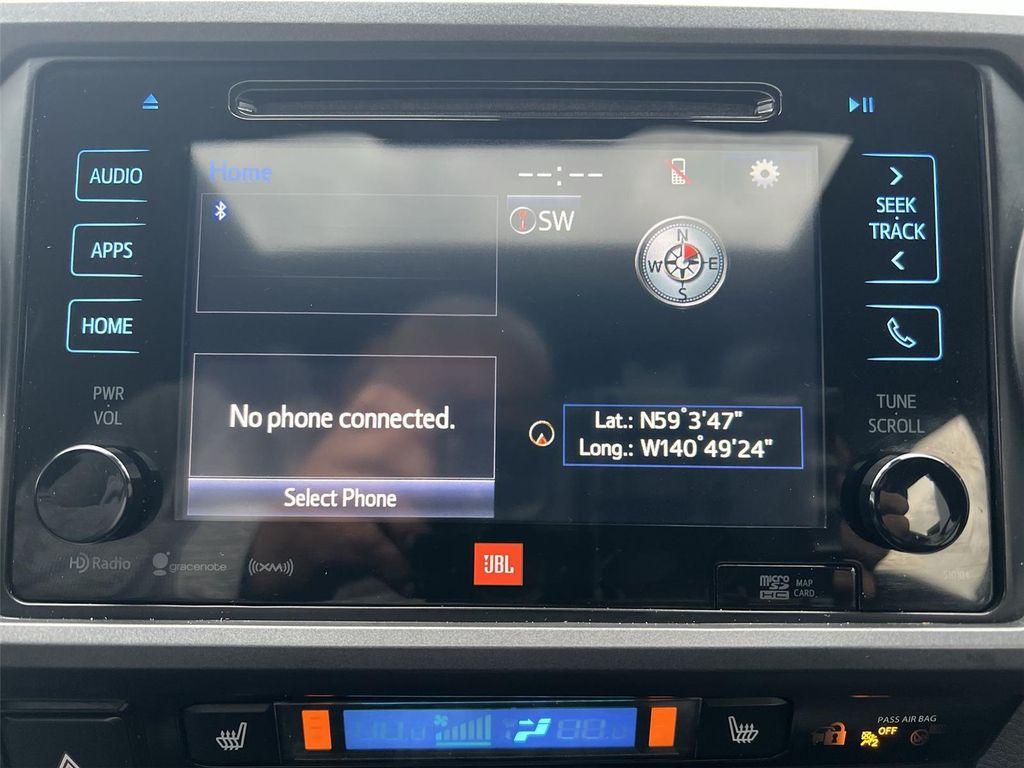 AUDIO
APPS
HOME
PWR
VOL
Home
--:--
SW
N
W
E
S
No phone connected.
Select Phone
Lat.: N59°3'47"
Long.: W140°49'24"
SEEK
TRACK
TUNE
SCROLL
HD Radio
gracenote
((XM))
JBL
micro
SD
HC
MAP
CARD
PASS AIR BAG
OFF
2